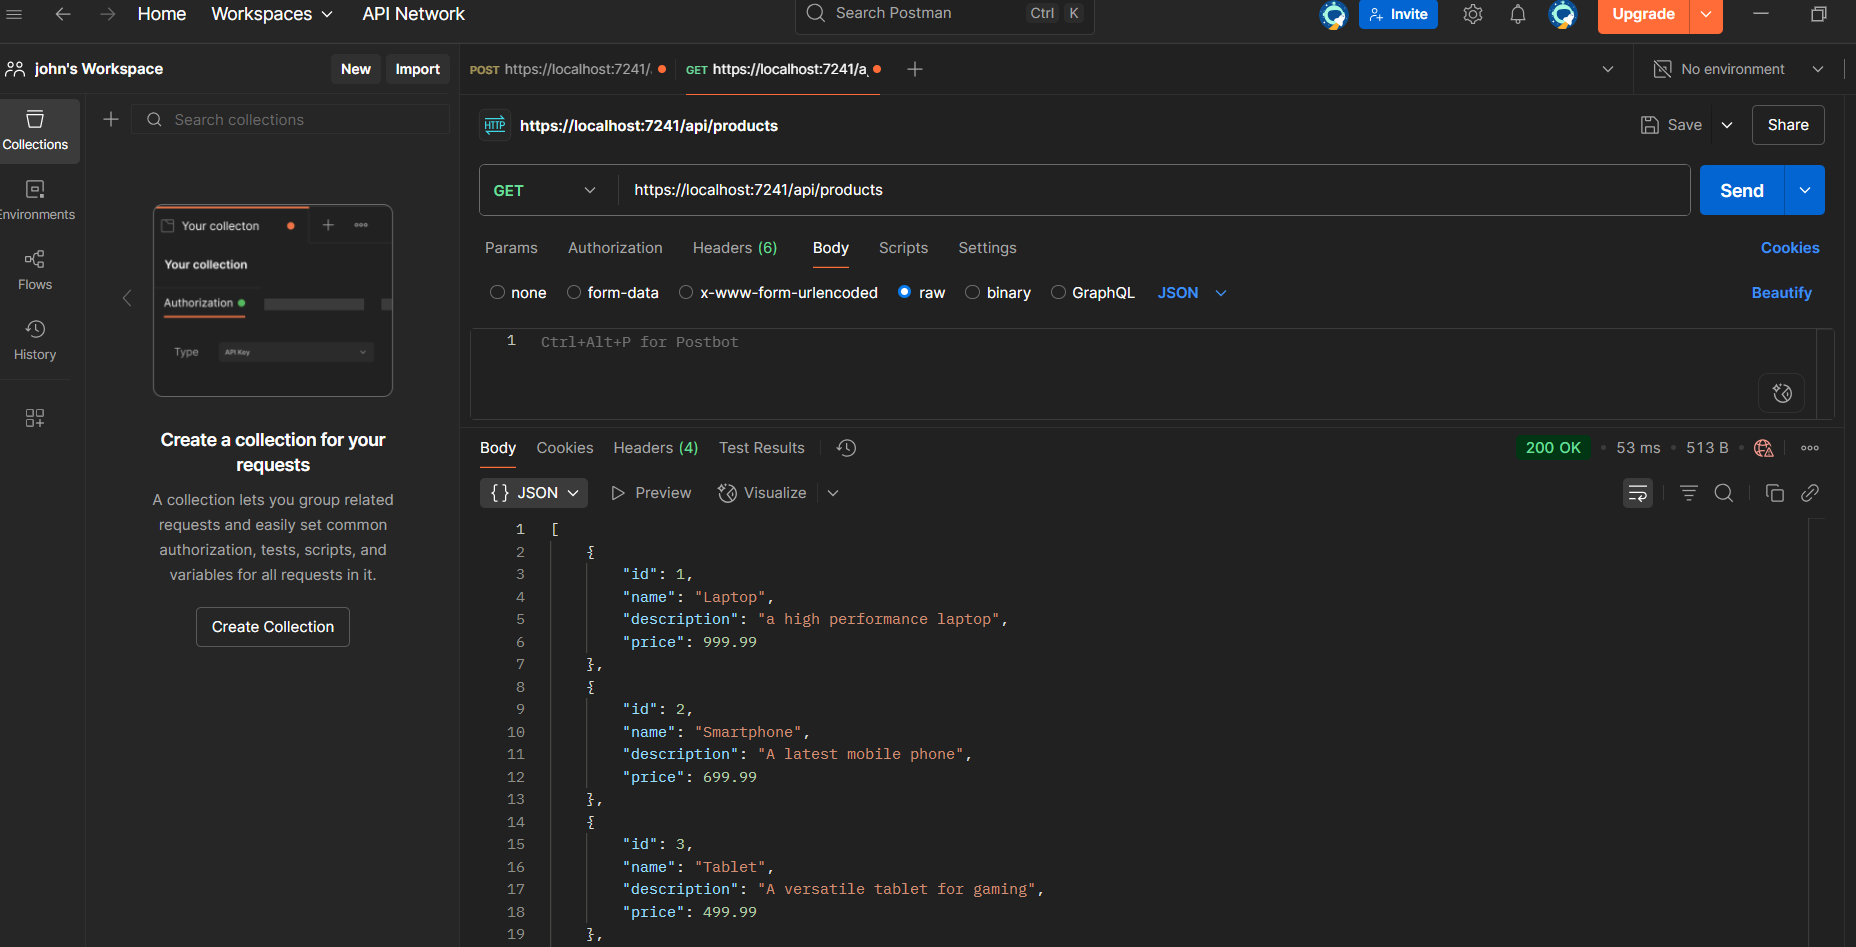 Home Workspaces API Network Search Postman Ctrl K Invite Upgrade
john's Workspace New Import POST https://localhost:7241/. GET https://localhost:7241/a No environment
Collections
Environments
Flows
History
Search collections
Your collecton
Your collection
Authorization
Type API Key
Create a collection for your
requests
A collection lets you group related
requests and easily set common
authorization, tests, scripts, and
variables for all requests in it.
Create Collection
HTTP https://localhost:7241/api/products Save Share
GET https://localhost:7241/api/products Send
Params Authorization Headers (6) Body Scripts Settings Cookies
none form-data x-www-form-urlencoded raw binary GraphQL JSON Beautify
1 Ctrl+Alt+P for Postbot
Body Cookies Headers (4) Test Results 200 OK • 53 ms • 513 B •
{} JSON Preview Visualize
1 [
2 {
3 "id": 1,
4 "name": "Laptop",
5 "description": "a high performance laptop",
6 "price": 999.99
7 },
8 {
9 "id": 2,
10 "name": "Smartphone",
11 "description": "A latest mobile phone",
12 "price": 699.99
13 },
14 {
15 "id": 3,
16 "name": "Tablet",
17 "description": "A versatile tablet for gaming",
18 "price": 499.99
19 },